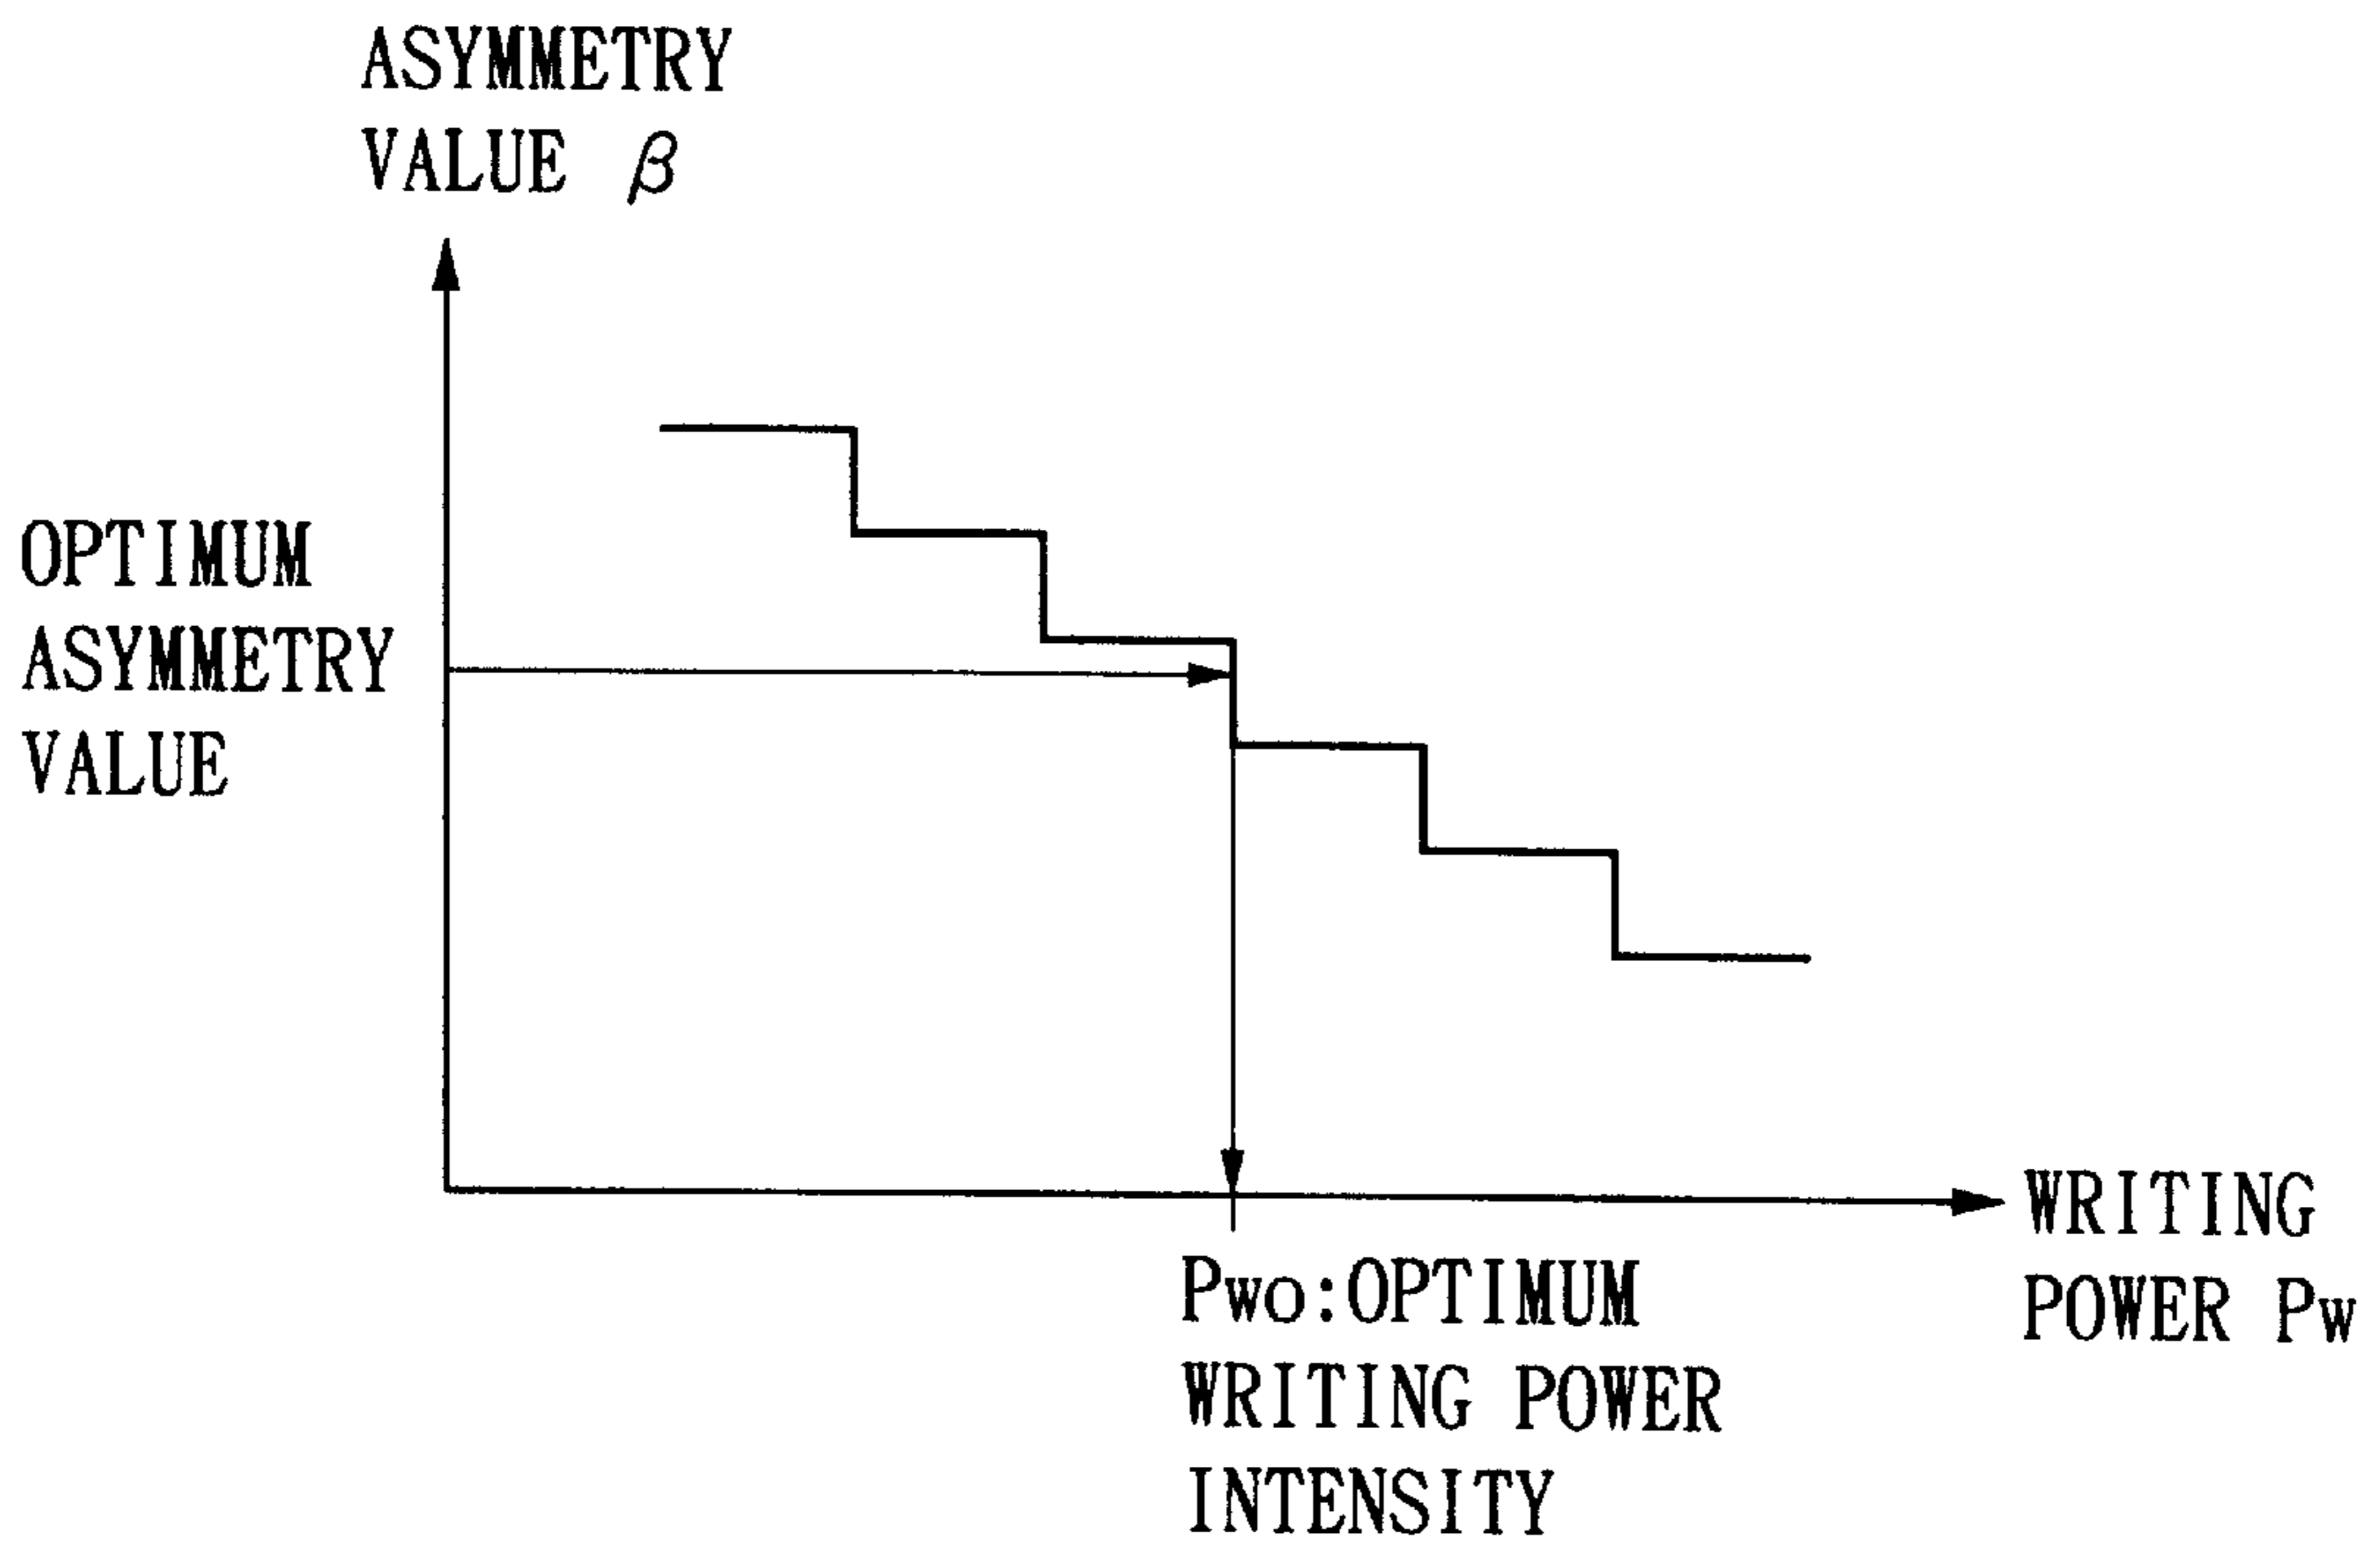 ASYMMETRY
VALUE β
OPTIMUM
ASYMMETRY
VALUE
WRITING
POWER Pw
Pwo:OPTIMUM
WRITING POWER
INTENSITY